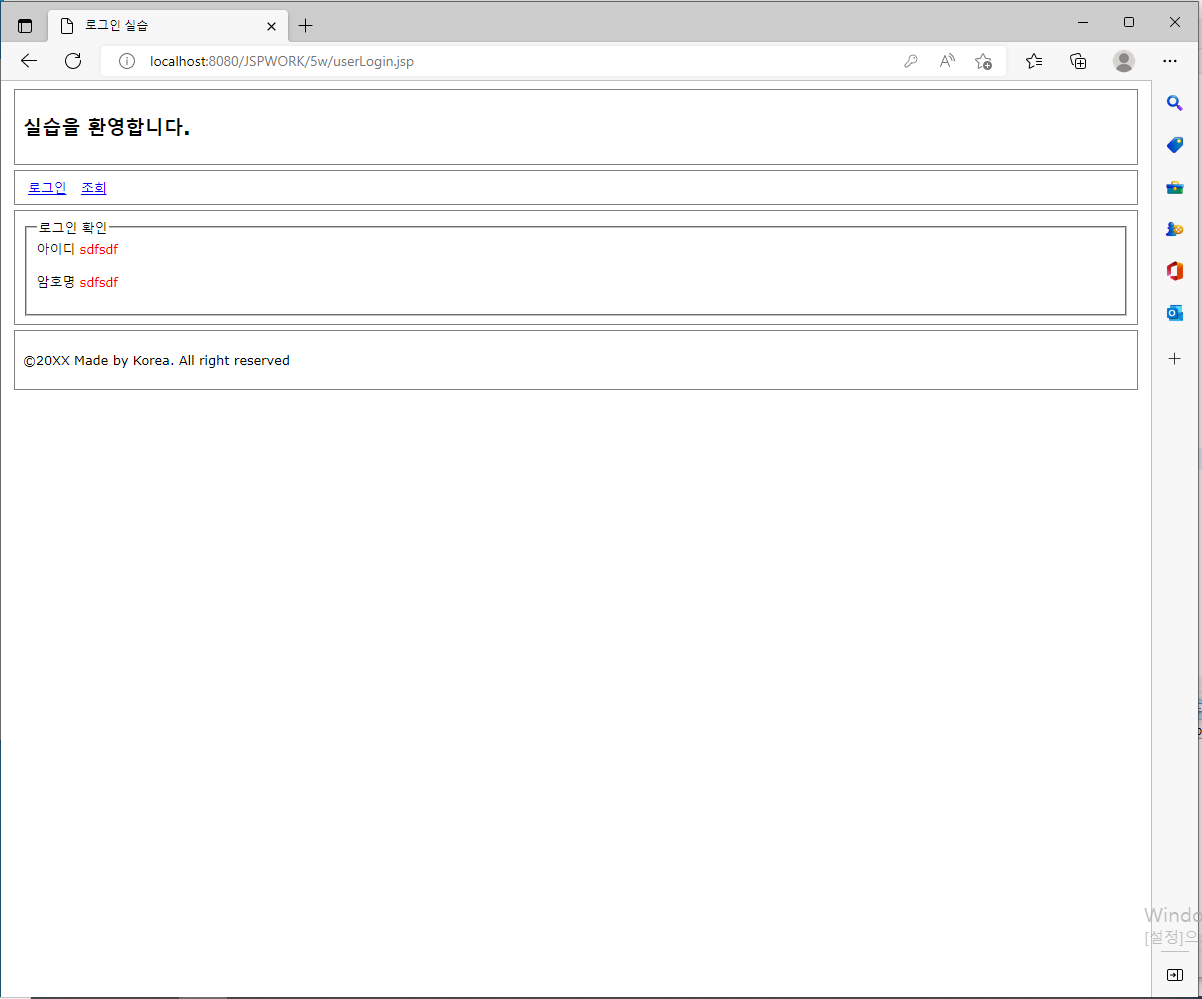 로그인 실습
localhost:8080/JSPWORK/5w/userLogin.jsp
실습을 환영합니다.
로그인 조회
로그인 확인
아이디 sdfsdf
암호명 sdfsdf
©20XX Made by Korea. All right reserved
[설정]으